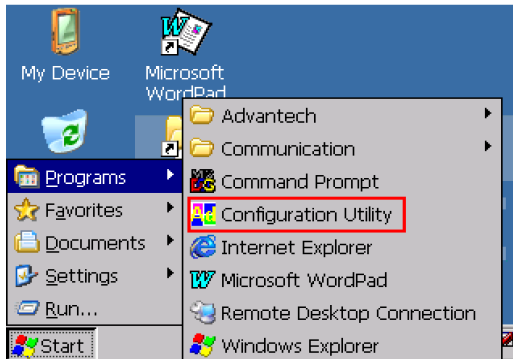 My Device
Microsoft
WordPad
Advantech
Communication
Programs
Command Prompt
Favorites
Configuration Utility
Documents
Internet Explorer
Settings
Microsoft WordPad
Run...
Remote Desktop Connection
Start
Windows Explorer